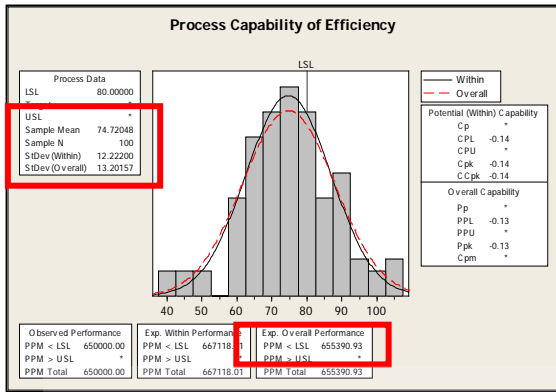 Process Capability of Efficiency
LSL
Process Data
LSL 80.00000
*
USL *
Sample Mean 74.72048
Sample N 100
StDev(Within) 12.22200
StDev(Overall) 13.20157
Within
Overall
Potential (Within) Capability
Cp *
CPL -0.14
CPU *
Cpk -0.14
CCpk -0.14
Overall Capability
Pp *
PPL -0.13
PPU *
Ppk -0.13
Cpm *
40 50 60 70 80 90 100
Observed Performance
PPM < LSL 650000.00
PPM > USL *
PPM Total 650000.00
Exp. Within Performance
PPM < LSL 667118.01
PPM > USL *
PPM Total 667118.01
Exp. Overall Performance
PPM < LSL 655390.93
PPM > USL *
PPM Total 655390.93